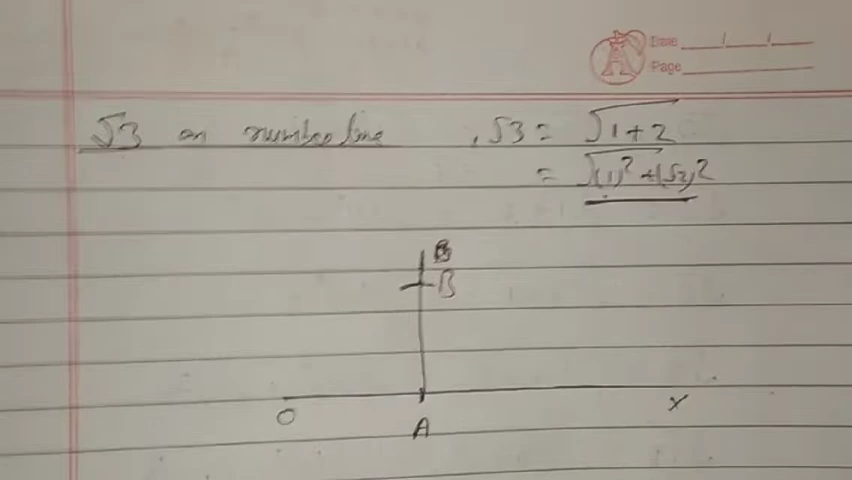 Date
Page
√3 on number line , √3 = √1+2
= √(1)²+(√2)²
B
B
O X
A